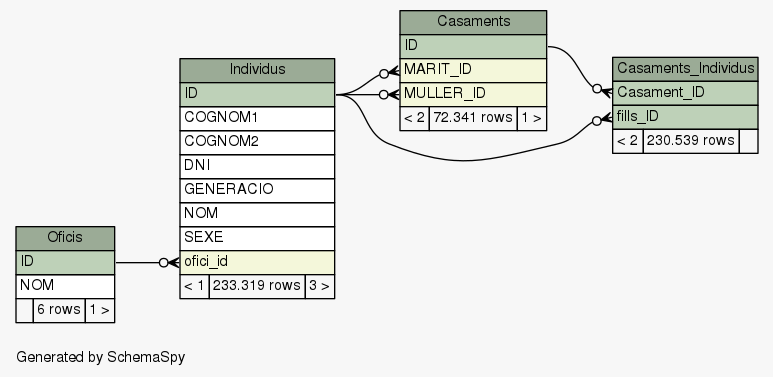 Casaments
ID
MARIT_ID
MULLER_ID
< 2 72.341 rows 1 >
Individus
ID
COGNOM1
COGNOM2
DNI
GENERACIO
NOM
SEXE
ofici_id
< 1 233.319 rows 3 >
Casaments_Individus
Casament_ID
fills_ID
< 2 230.539 rows
Oficis
ID
NOM
6 rows 1 >
Generated by SchemaSpy